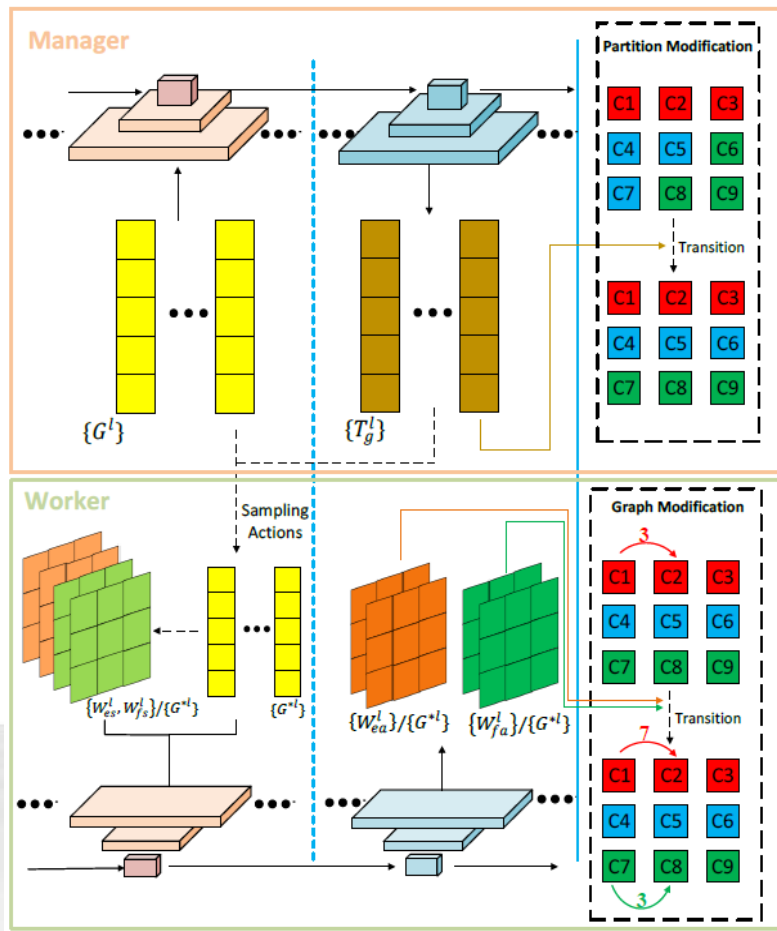 Manager
Partition Modification
C1 C2 C3
C4 C5 C6
C7 C8 C9
Transition
C1 C2 C3
C4 C5 C6
C7 C8 C9
{G^l}
{T_g^l}
Worker
Sampling
Actions
{W_es^l, W_fs^l}/{G^*l}
{G^*l}
{W_ea^l}/{G^*l}
{W_fa^l}/{G^*l}
Graph Modification
3
C1 C2 C3
C4 C5 C6
C7 C8 C9
Transition
7
C1 C2 C3
C4 C5 C6
C7 C8 C9
3